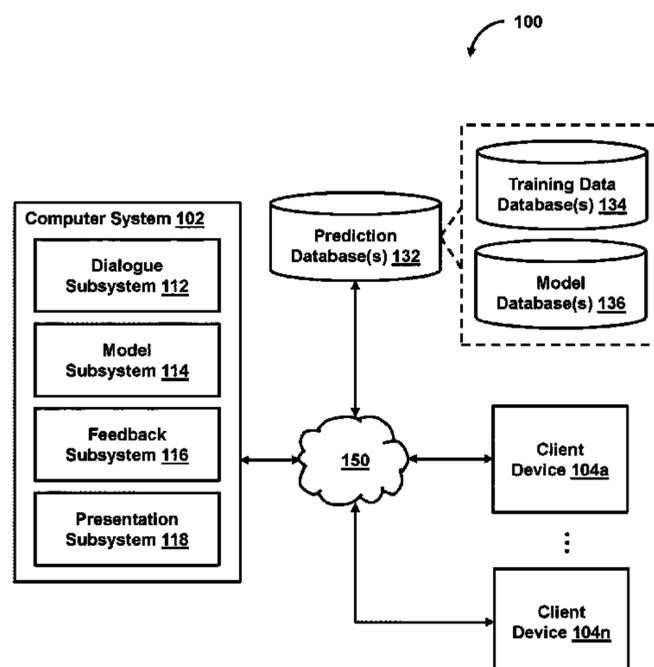 100
Computer System 102
Dialogue
Subsystem 112
Model
Subsystem 114
Feedback
Subsystem 116
Presentation
Subsystem 118
Prediction
Database(s) 132
Training Data
Database(s) 134
Model
Database(s) 136
150
Client
Device 104a
⋮
Client
Device 104n